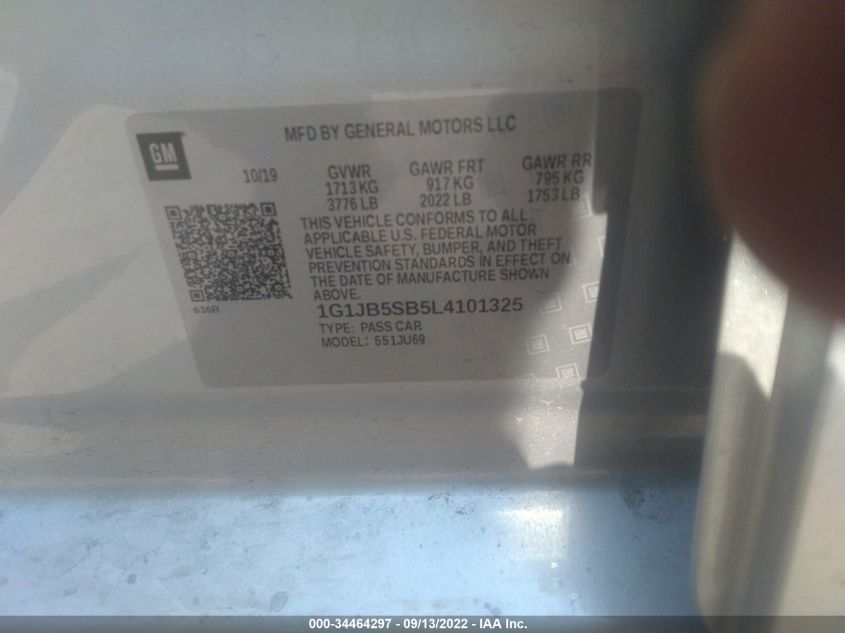 GM
MFD BY GENERAL MOTORS LLC
10/19 GVWR GAWR FRT GAWR RR
1713 KG 917 KG 795 KG
3776 LB 2022 LB 1753 LB
THIS VEHICLE CONFORMS TO ALL
APPLICABLE U.S. FEDERAL MOTOR
VEHICLE SAFETY, BUMPER, AND THEFT
PREVENTION STANDARDS IN EFFECT ON
THE DATE OF MANUFACTURE SHOWN
ABOVE.
636R
1G1JB5SB5L4101325
TYPE: PASS CAR
MODEL: 551JU69
000-34464297 - 09/13/2022 - IAA Inc.